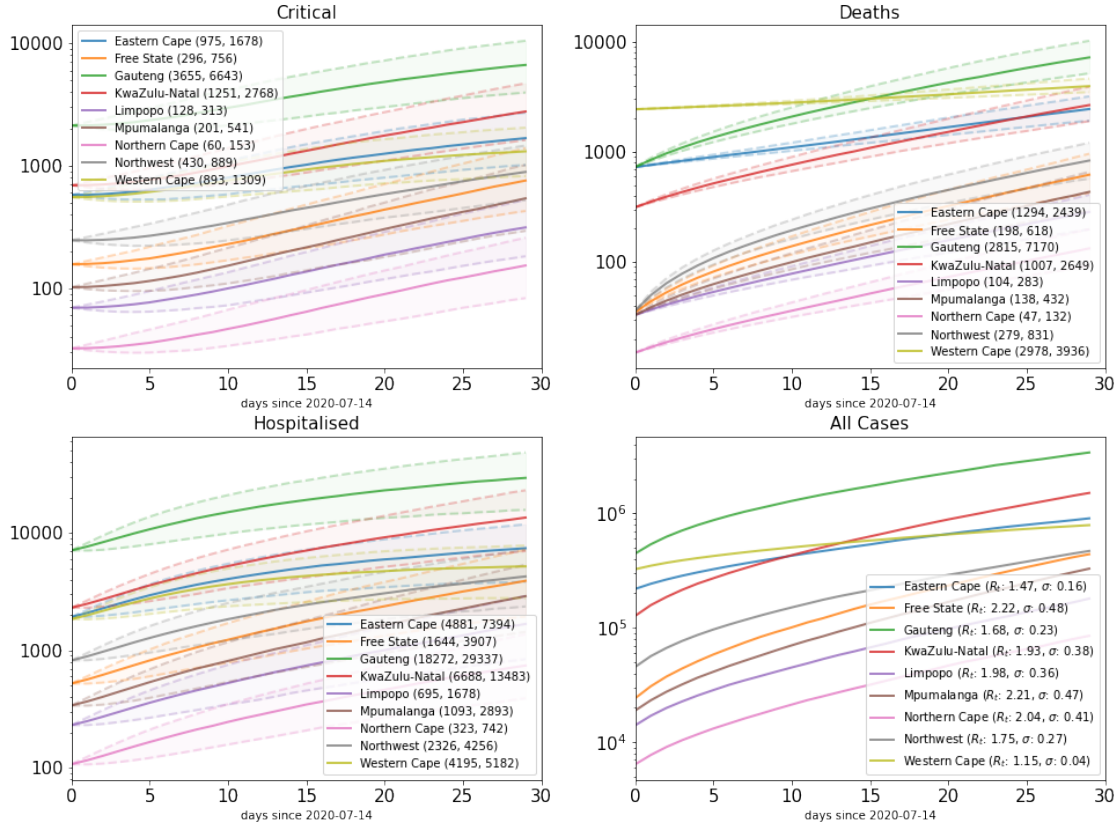 Critical
10000
1000
100
Eastern Cape (975, 1678)
Free State (296, 756)
Gauteng (3655, 6643)
KwaZulu-Natal (1251, 2768)
Limpopo (128, 313)
Mpumalanga (201, 541)
Northern Cape (60, 153)
Northwest (430, 889)
Western Cape (893, 1309)
0 5 10 15 20 25 30
days since 2020-07-14
Deaths
10000
1000
100
Eastern Cape (1294, 2439)
Free State (198, 618)
Gauteng (2815, 7170)
KwaZulu-Natal (1007, 2649)
Limpopo (104, 283)
Mpumalanga (138, 432)
Northern Cape (47, 132)
Northwest (279, 831)
Western Cape (2978, 3936)
0 5 10 15 20 25 30
days since 2020-07-14
Hospitalised
10000
1000
100
Eastern Cape (4881, 7394)
Free State (1644, 3907)
Gauteng (18272, 29337)
KwaZulu-Natal (6688, 13483)
Limpopo (695, 1678)
Mpumalanga (1093, 2893)
Northern Cape (323, 742)
Northwest (2326, 4256)
Western Cape (4195, 5182)
0 5 10 15 20 25 30
days since 2020-07-14
All Cases
10⁶
10⁵
10⁴
Eastern Cape (Rₜ: 1.47, σ: 0.16)
Free State (Rₜ: 2.22, σ: 0.48)
Gauteng (Rₜ: 1.68, σ: 0.23)
KwaZulu-Natal (Rₜ: 1.93, σ: 0.38)
Limpopo (Rₜ: 1.98, σ: 0.36)
Mpumalanga (Rₜ: 2.21, σ: 0.47)
Northern Cape (Rₜ: 2.04, σ: 0.41)
Northwest (Rₜ: 1.75, σ: 0.27)
Western Cape (Rₜ: 1.15, σ: 0.04)
0 5 10 15 20 25 30
days since 2020-07-14